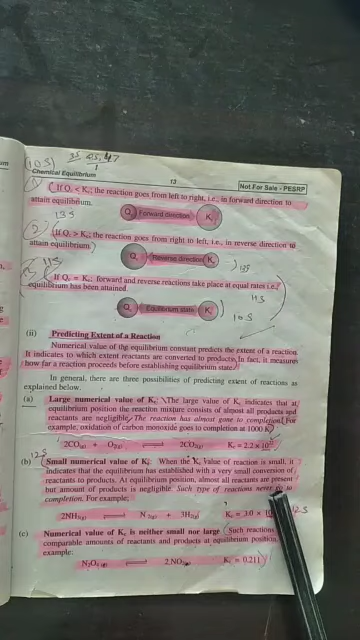 Chemical Equilibrium 13 Not For Sale - PESRP
If Qc < Kc; the reaction goes from left to right, i.e., in forward direction to
attain equilibrium.
Qc Forward direction Kc
If Qc > Kc; the reaction goes from right to left, i.e., in reverse direction to
attain equilibrium.
Qc Reverse direction Kc
If Qc = Kc; forward and reverse reactions take place at equal rates i.e.,
equilibrium has been attained.
Qc Equilibrium state Kc
(ii) Predicting Extent of a Reaction
Numerical value of the equilibrium constant predicts the extent of a reaction.
It indicates to which extent reactants are converted to products. In fact, it measures
how far a reaction proceeds before establishing equilibrium state.
In general, there are three possibilities of predicting extent of reactions as
explained below.
(a) Large numerical value of Kc: The large value of Kc indicates that at
equilibrium position the reaction mixture consists of almost all products and
reactants are negligible. The reaction has almost gone to completion. For
example, oxidation of carbon monoxide goes to completion at 1000 K.
2CO(g) + O2(g) ⇌ 2CO2(g) Kc = 2.2 × 10
(b) Small numerical value of Kc: When the Kc value of reaction is small, it
indicates that the equilibrium has established with a very small conversion of
reactants to products. At equilibrium position, almost all reactants are present
but amount of products is negligible. Such type of reactions never go to
completion. For example:
2NH3(g) ⇌ N2(g) + 3H2(g) Kc = 3.0 ×
(c) Numerical value of Kc is neither small nor large: Such reactions
comparable amounts of reactants and products at equilibrium position.
example:
N2O4(g) ⇌ 2NO2 Kc = 0.211